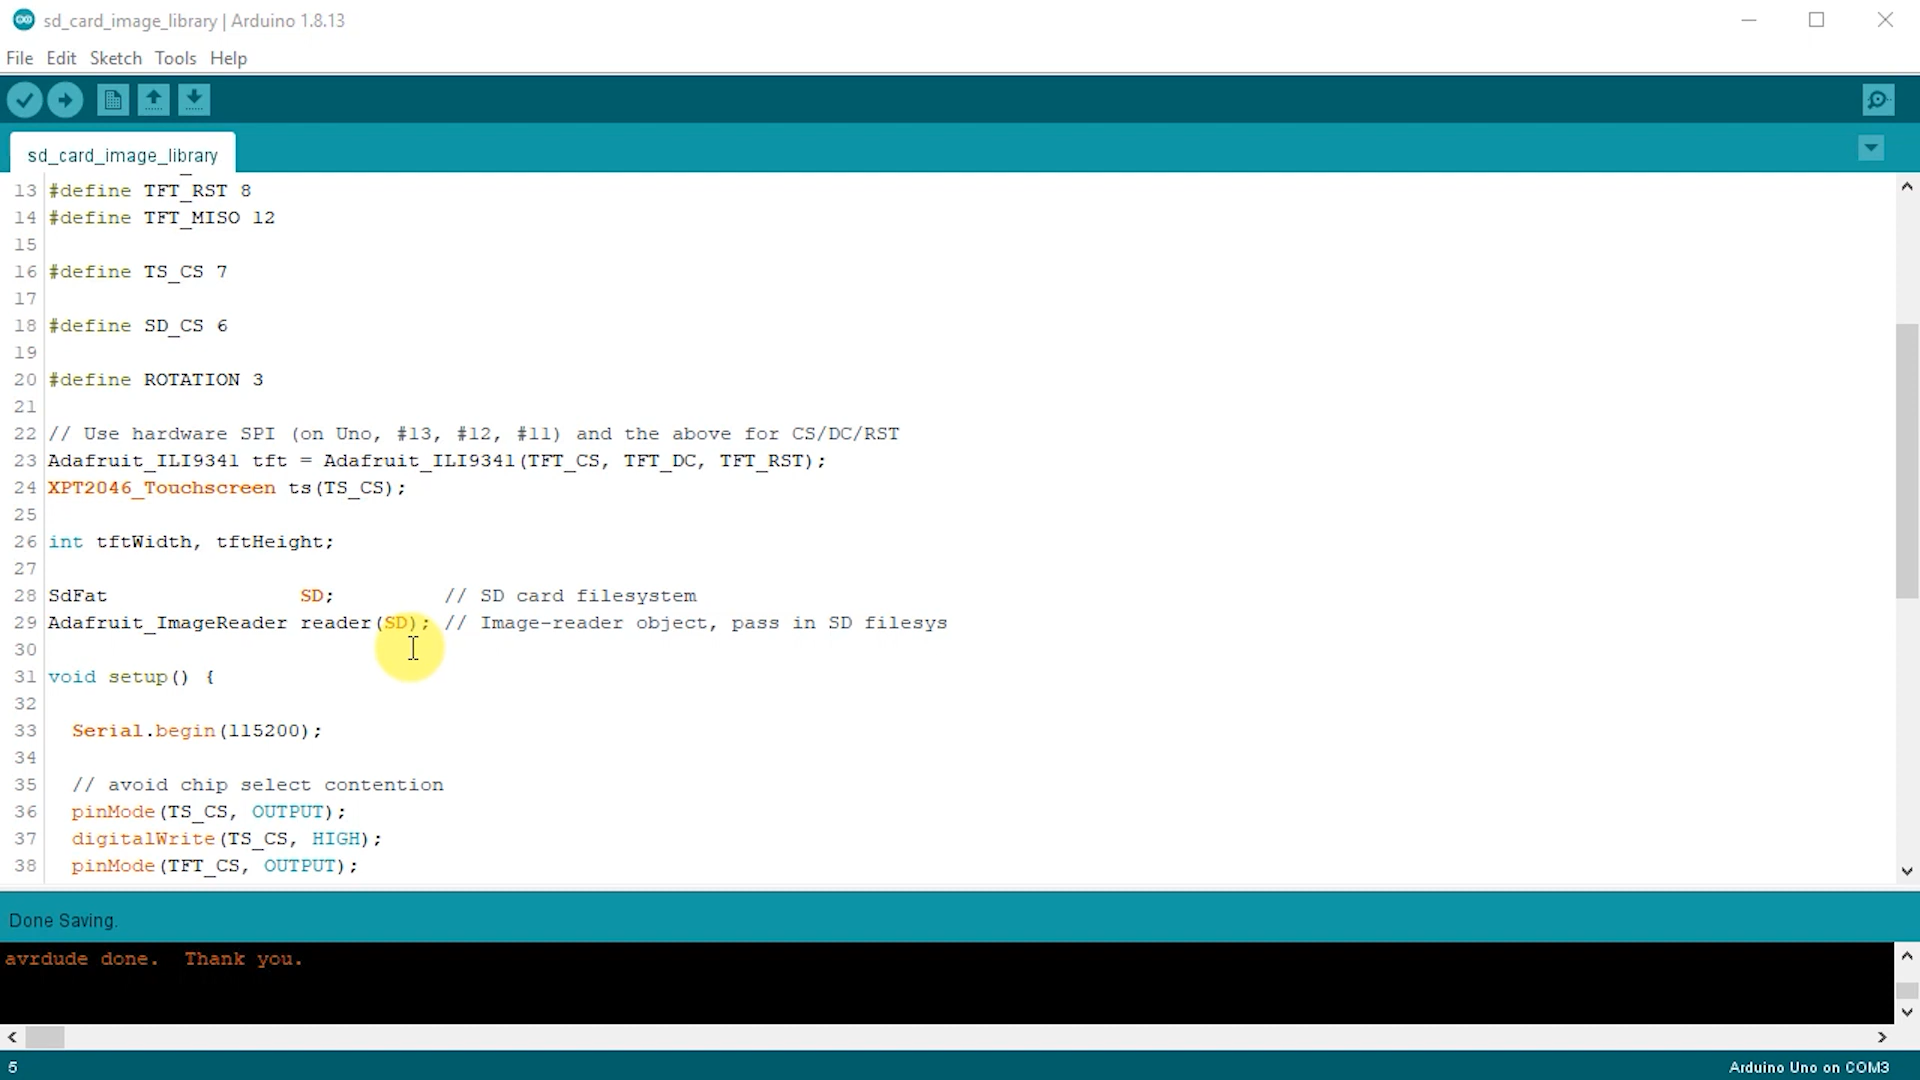 sd_card_image_library | Arduino 1.8.13
File Edit Sketch Tools Help
sd_card_image_library
13 #define TFT_RST 8
14 #define TFT_MISO 12
15
16 #define TS_CS 7
17
18 #define SD_CS 6
19
20 #define ROTATION 3
21
22 // Use hardware SPI (on Uno, #13, #12, #11) and the above for CS/DC/RST
23 Adafruit_ILI9341 tft = Adafruit_ILI9341(TFT_CS, TFT_DC, TFT_RST);
24 XPT2046_Touchscreen ts(TS_CS);
25
26 int tftWidth, tftHeight;
27
28 SdFat                SD;         // SD card filesystem
29 Adafruit_ImageReader reader(SD); // Image-reader object, pass in SD filesys
30
31 void setup() {
32
33   Serial.begin(115200);
34
35   // avoid chip select contention
36   pinMode(TS_CS, OUTPUT);
37   digitalWrite(TS_CS, HIGH);
38   pinMode(TFT_CS, OUTPUT);
Done Saving.
avrdude done.  Thank you.
5
Arduino Uno on COM3